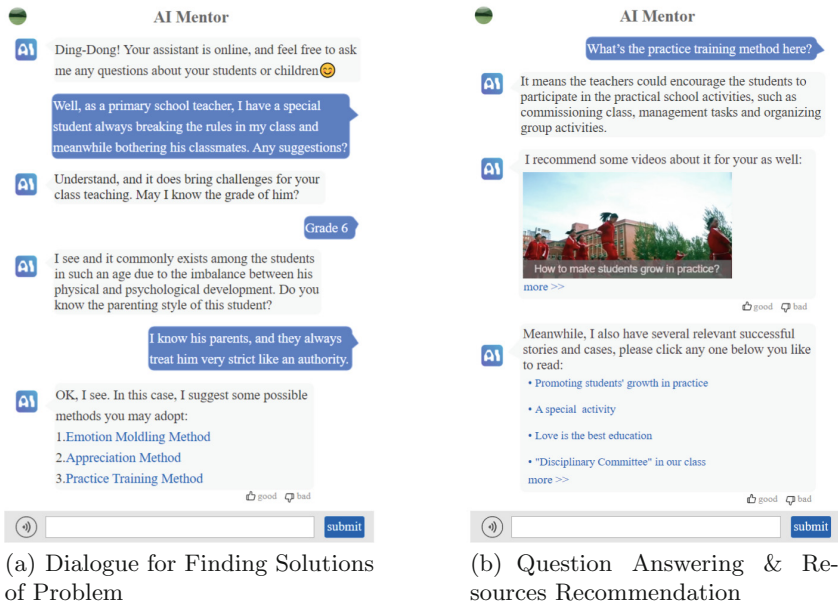 AI Mentor
AI
Ding-Dong! Your assistant is online, and feel free to ask
me any questions about your students or children
Well, as a primary school teacher, I have a special
student always breaking the rules in my class and
meanwhile bothering his classmates. Any suggestions?
AI
Understand, and it does bring challenges for your
class teaching. May I know the grade of him?
Grade 6
AI
I see and it commonly exists among the students
in such an age due to the imbalance between his
physical and psychological development. Do you
know the parenting style of this student?
I know his parents, and they always
treat him very strict like an authority.
AI
OK, I see. In this case, I suggest some possible
methods you may adopt:
1.Emotion Moldling Method
2.Appreciation Method
3.Practice Training Method
good bad
submit
(a) Dialogue for Finding Solutions
of Problem
AI Mentor
What's the practice training method here?
AI
It means the teachers could encourage the students to
participate in the practical school activities, such as
commissioning class, management tasks and organizing
group activities.
AI
I recommend some videos about it for your as well:
How to make students grow in practice?
more >>
good bad
AI
Meanwhile, I also have several relevant successful
stories and cases, please click any one below you like
to read:
• Promoting students' growth in practice
• A special activity
• Love is the best education
• "Disciplinary Committee" in our class
more >>
good bad
submit
(b) Question Answering & Re-
sources Recommendation